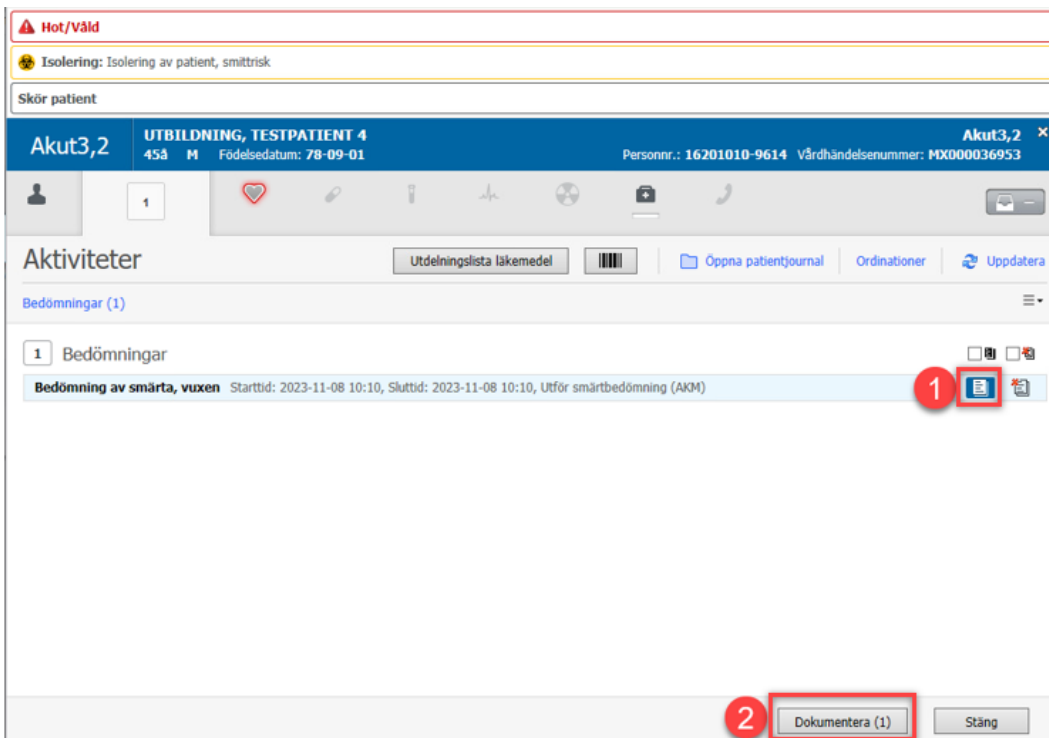 Hot/Våld
Isolering: Isolering av patient, smittrisk
Skör patient
Akut3,2 UTBILDNING, TESTPATIENT 4 Akut3,2 ×
45å M Födelsedatum: 78-09-01 Personnr.: 16201010-9614 Vårdhändelsenummer: MX000036953
1
Aktiviteter Utdelningslista läkemedel Öppna patientjournal Ordinationer Uppdatera
Bedömningar (1)
1 Bedömningar
Bedömning av smärta, vuxen Starttid: 2023-11-08 10:10, Sluttid: 2023-11-08 10:10, Utför smärtbedömning (AKM) 1
2 Dokumentera (1) Stäng